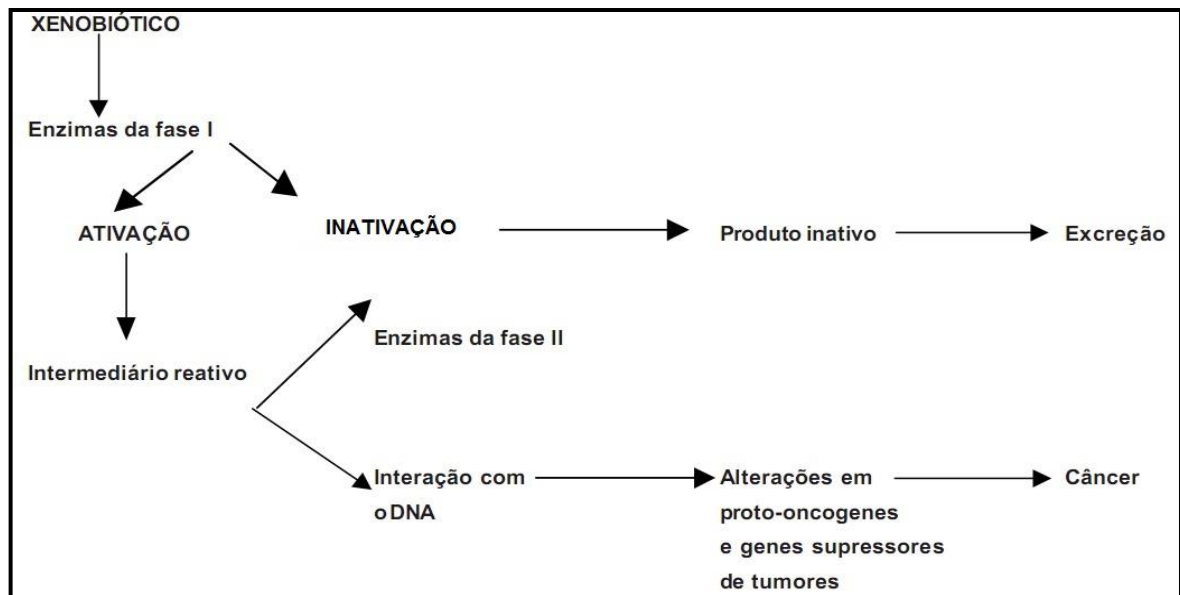 XENOBIÓTICO
Enzimas da fase I
ATIVAÇÃO
INATIVAÇÃO
Produto inativo
Excreção
Enzimas da fase II
Intermediário reativo
Interação com
o DNA
Alterações em
proto-oncogenes
e genes supressores
de tumores
Câncer